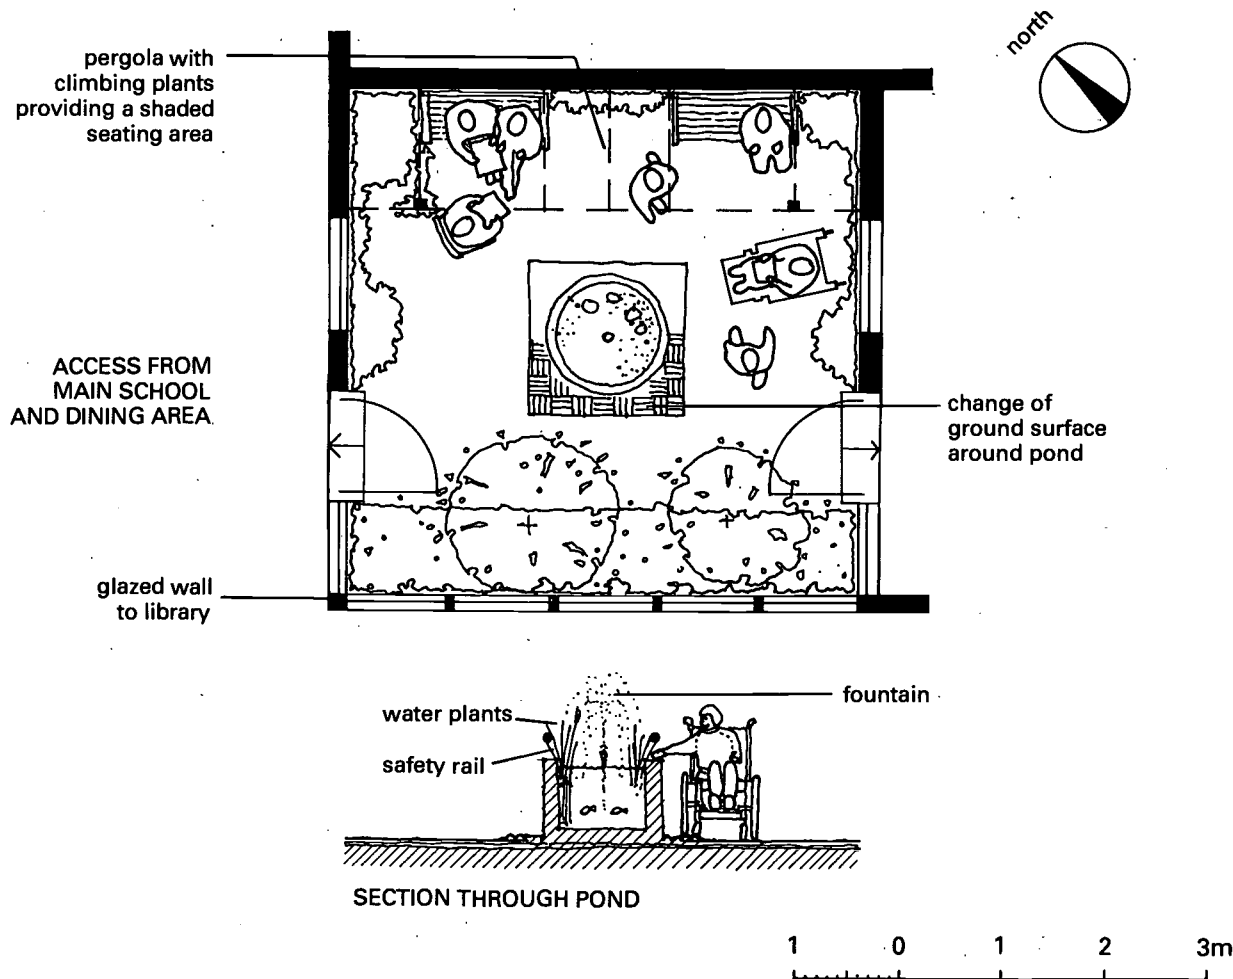 north
pergola with
climbing plants
providing a shaded
seating area
ACCESS FROM
MAIN SCHOOL
AND DINING AREA
change of
ground surface
around pond
glazed wall
to library
fountain
water plants
safety rail
SECTION THROUGH POND
1 0 1 2 3m